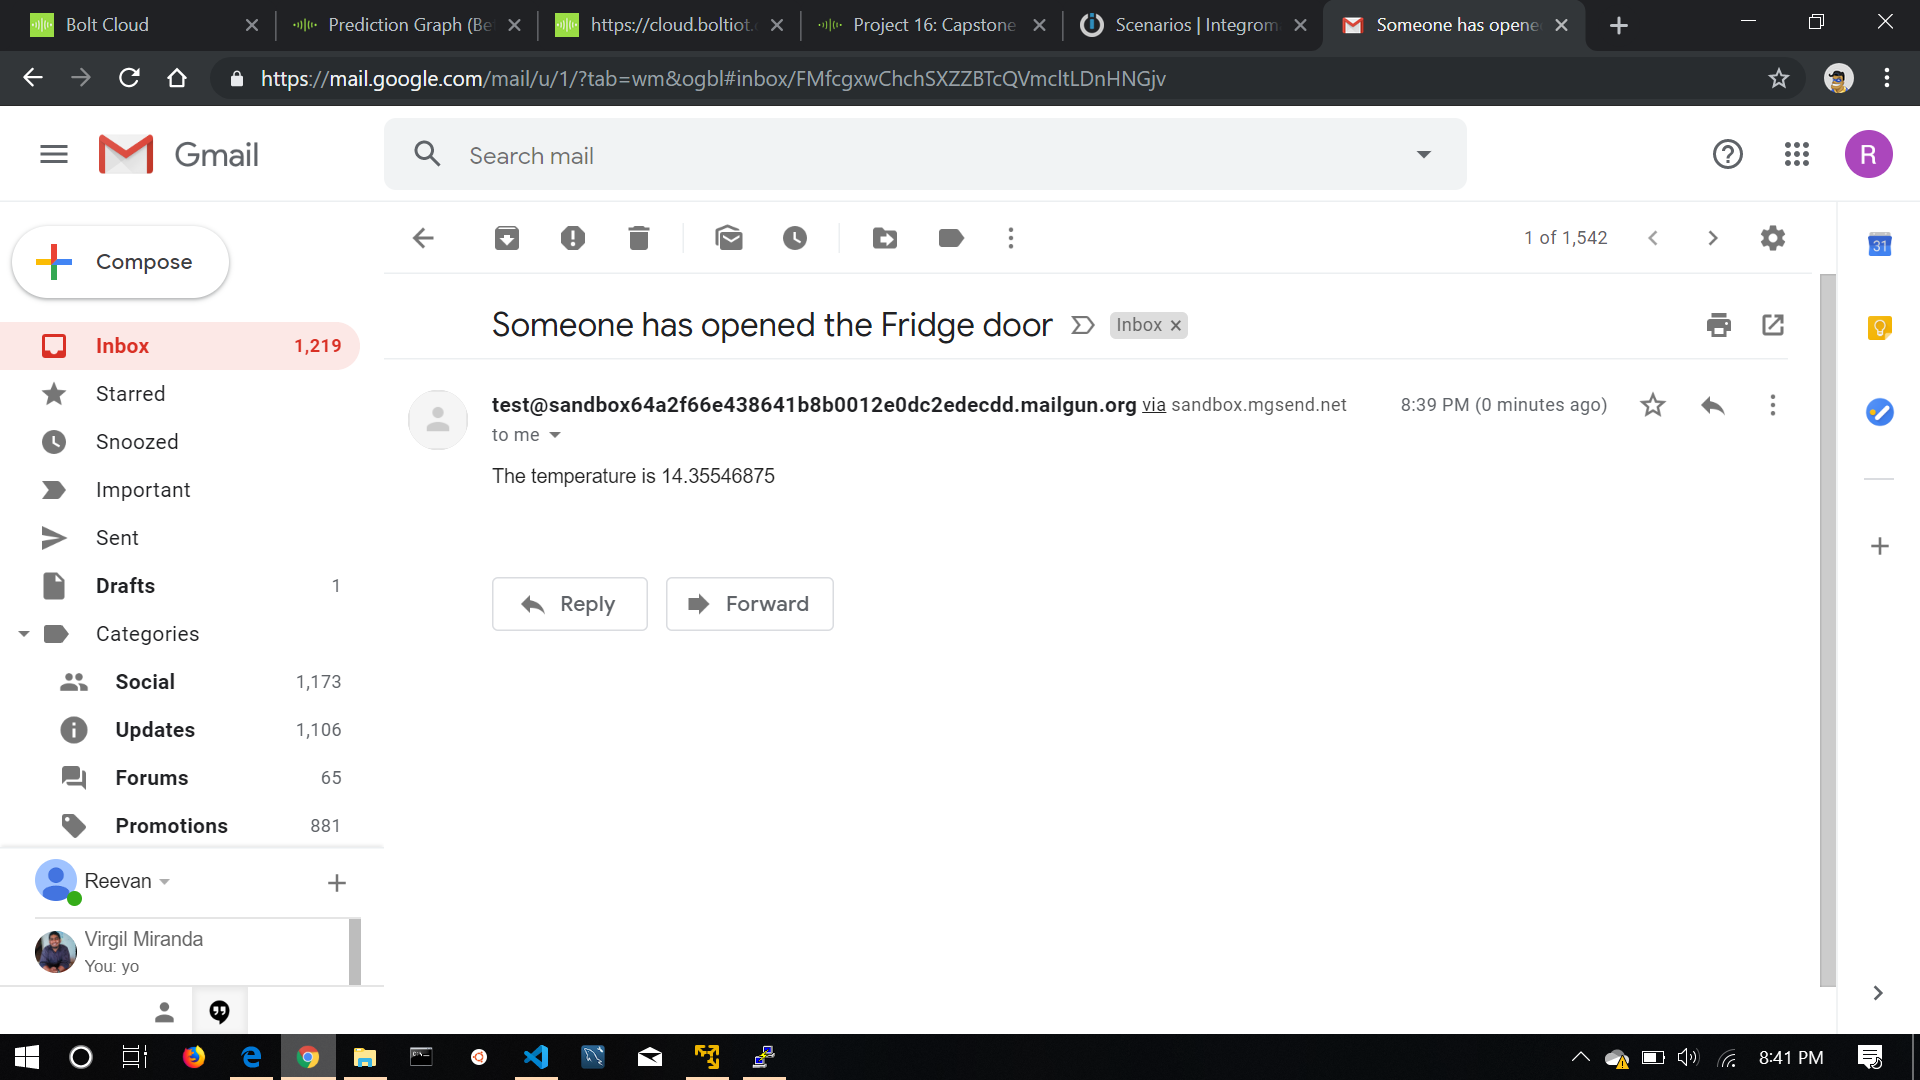 Bolt Cloud
Prediction Graph (Be
https://cloud.boltiot.
Project 16: Capstone
Scenarios | Integrom
Someone has opene
https://mail.google.com/mail/u/1/?tab=wm&ogbl#inbox/FMfcgxwChchSXZZBTcQVmcltLDnHNGjv
Gmail
Search mail
R
Compose
1 of 1,542
31
Inbox 1,219
Starred
Snoozed
Important
Sent
Drafts 1
Categories
Social 1,173
Updates 1,106
Forums 65
Promotions 881
Someone has opened the Fridge door
Inbox
test@sandbox64a2f66e438641b8b0012e0dc2edecdd.mailgun.org via sandbox.mgsend.net
8:39 PM (0 minutes ago)
to me
The temperature is 14.35546875
Reply
Forward
Reevan
Virgil Miranda
You: yo
8:41 PM